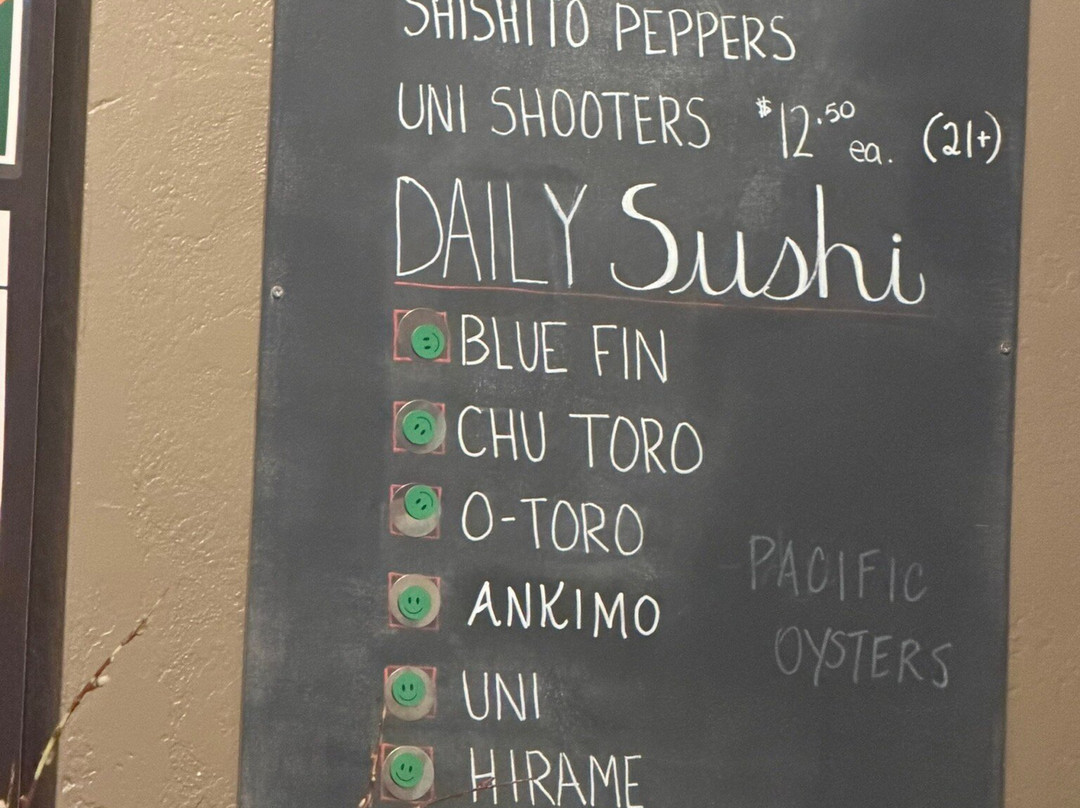 SHISHITO PEPPERS
UNI SHOOTERS $12.50 ea. (21+)
DAILY Sushi
BLUE FIN
CHU TORO
O-TORO
ANKIMO
PACIFIC
OYSTERS
UNI
HIRAME